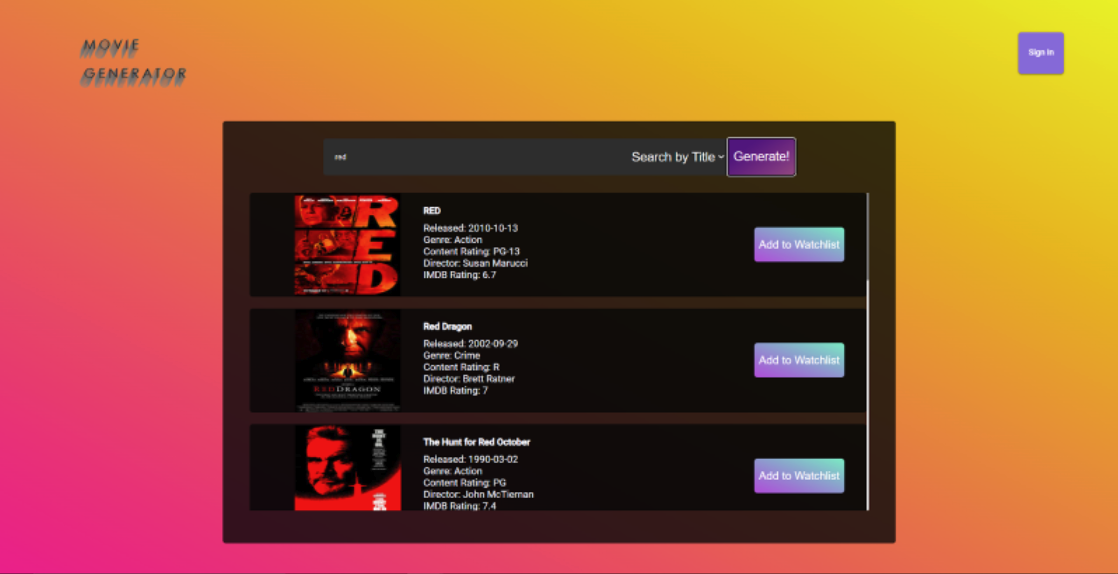 MOVIE
GENERATOR
Sign In
red
Search by Title
Generate!
RED
RED
Released: 2010-10-13
Genre: Action
Content Rating: PG-13
Director: Susan Marucci
IMDB Rating: 6.7
Add to Watchlist
RED DRAGON
Red Dragon
Released: 2002-09-29
Genre: Crime
Content Rating: R
Director: Brett Ratner
IMDB Rating: 7
Add to Watchlist
The Hunt for Red October
Released: 1990-03-02
Genre: Action
Content Rating: PG
Director: John McTiernan
IMDB Rating: 7.4
Add to Watchlist